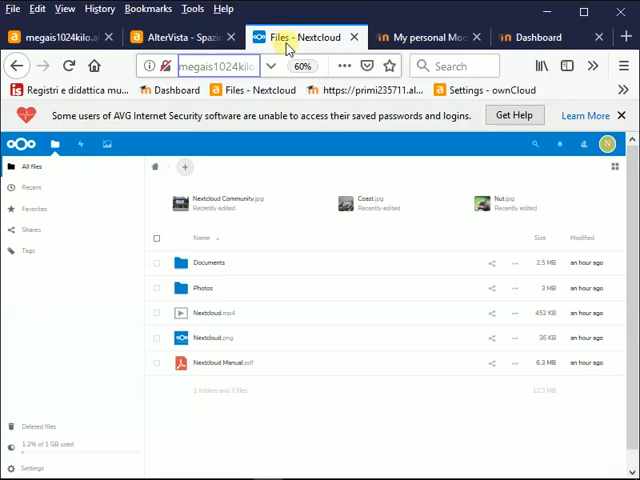 File Edit View History Bookmarks Tools Help
megais1024kilo.al AlterVista - Spazi Files - Nextcloud My personal Moo Dashboard
megais1024kilo 60% Search
Registri e didattica mu Dashboard Files - Nextcloud https://primi235711.al Settings - ownCloud
Some users of AVG Internet Security software are unable to access their saved passwords and logins. Get Help Learn More
N
All files
Recent
Favorites
Shares
Tags
Nextcloud Community.jpg Coast.jpg Nut.jpg
Recently edited Recently edited Recently edited
Name Size Modified
Documents 2.5 MB an hour ago
Photos 3 MB an hour ago
Nextcloud.mp4 452 KB an hour ago
Nextcloud.png 36 KB an hour ago
Nextcloud Manual.pdf 6.3 MB an hour ago
2 folders and 3 files 12.3 MB
Deleted files
1.2% of 1 GB used
Settings